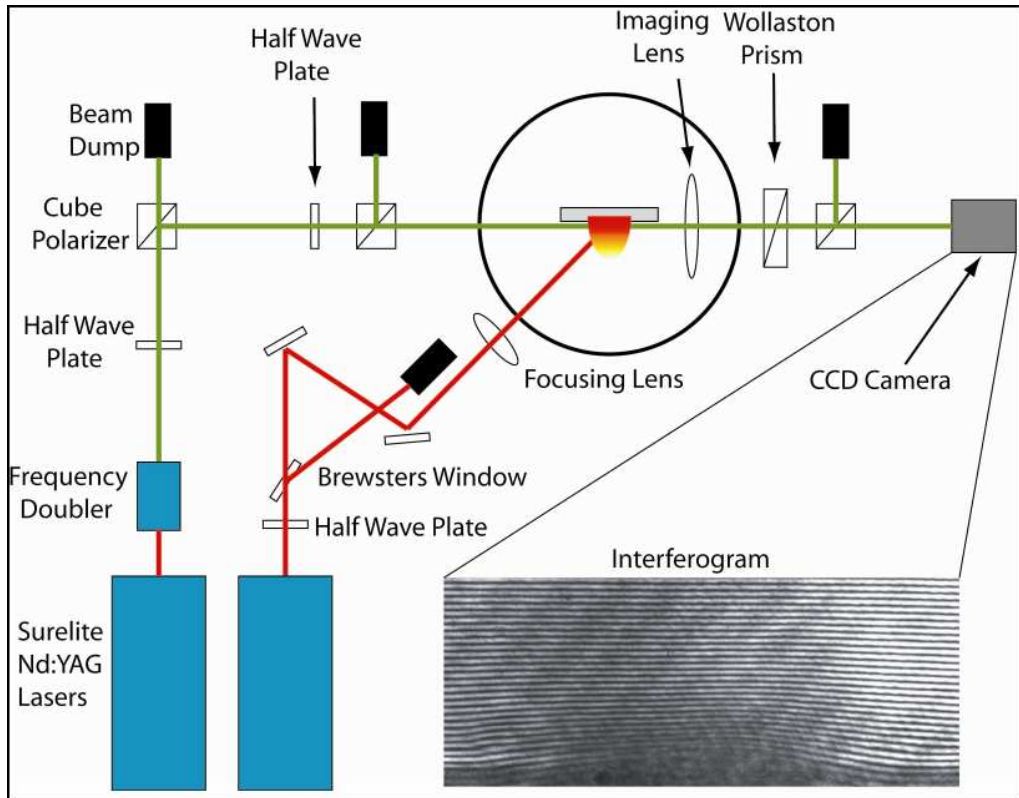 Half Wave
Plate
Imaging
Lens
Wollaston
Prism
Beam
Dump
Cube
Polarizer
Half Wave
Plate
Focusing Lens
CCD Camera
Frequency
Doubler
Brewsters Window
Half Wave Plate
Interferogram
Surelite
Nd:YAG
Lasers